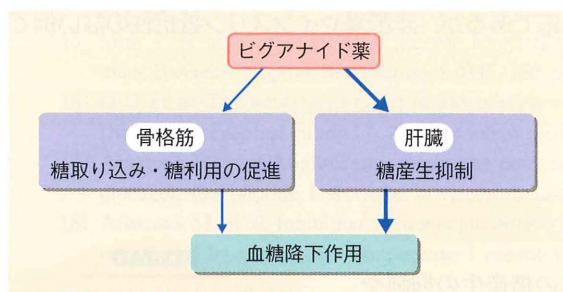 ビグアナイド薬
骨格筋
糖取り込み・糖利用の促進
肝臓
糖産生抑制
血糖降下作用